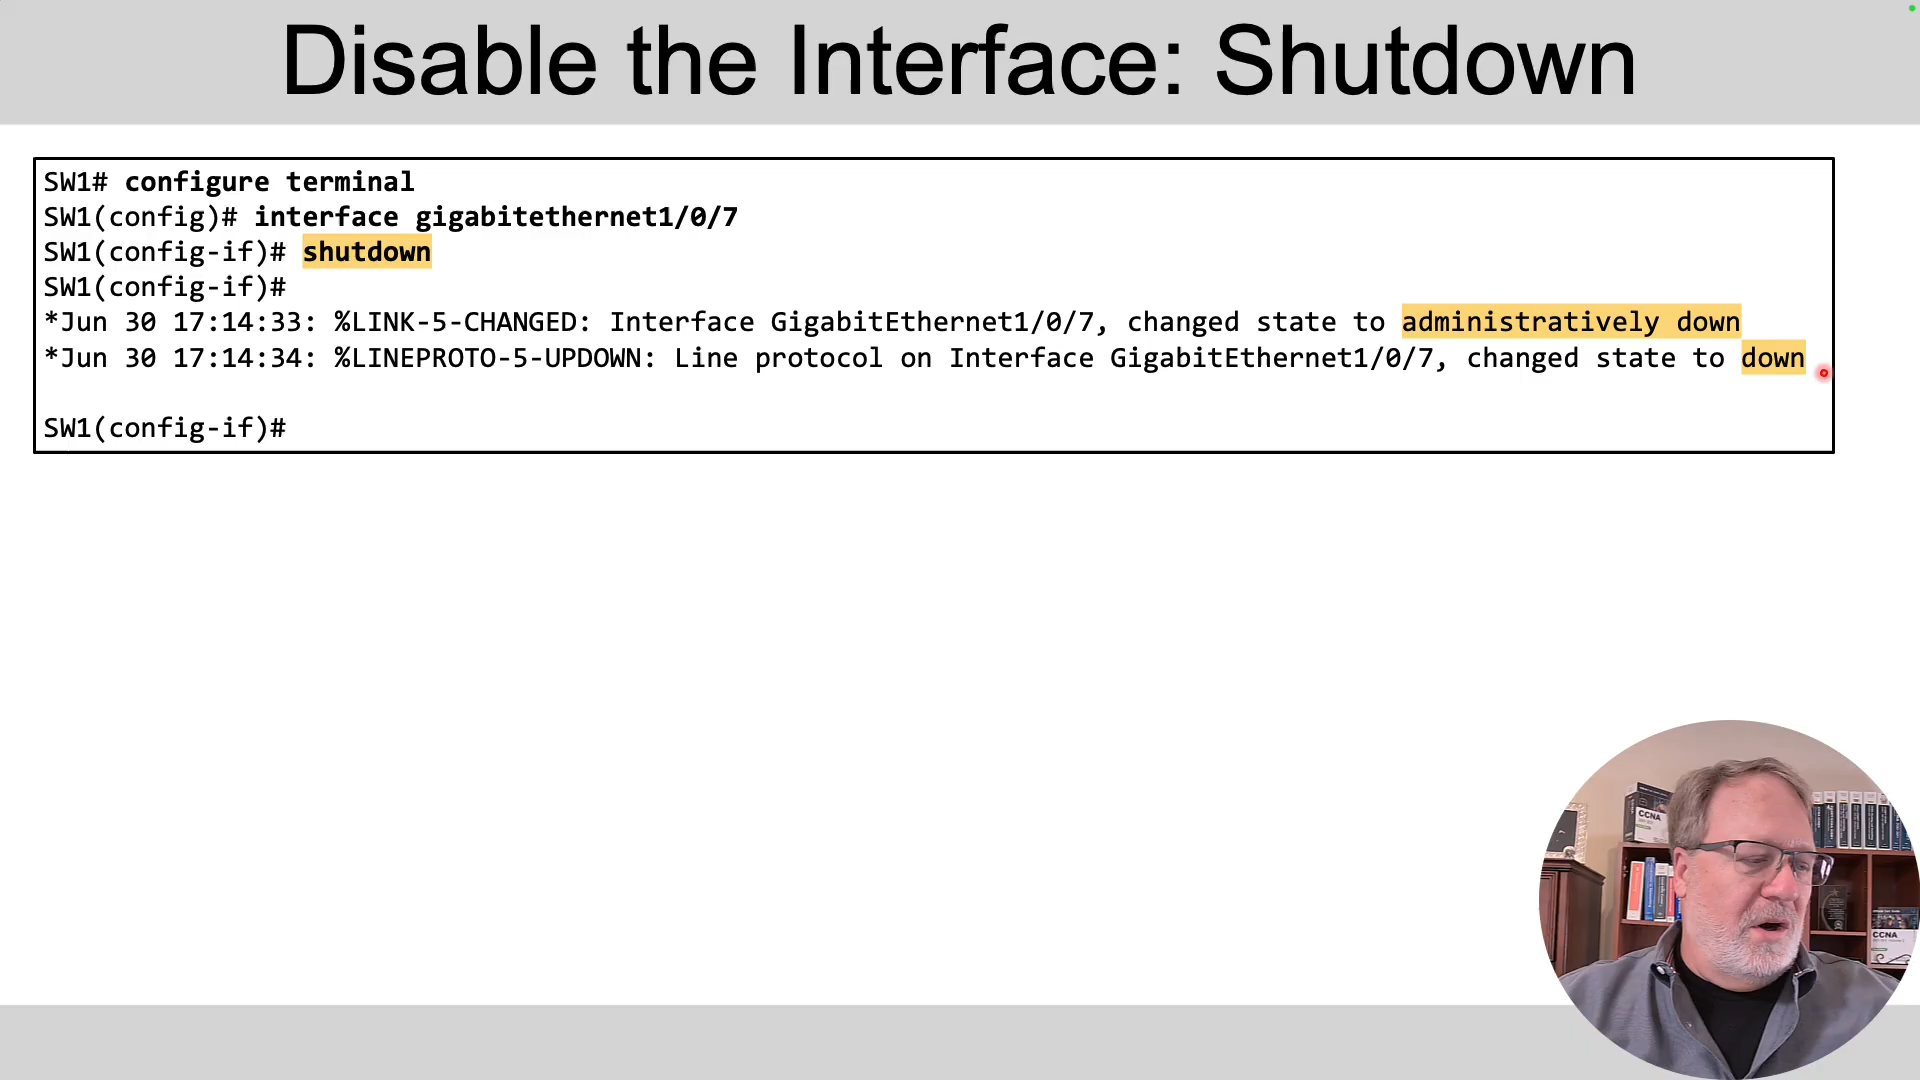 Disable the Interface: Shutdown
SW1# configure terminal
SW1(config)# interface gigabitethernet1/0/7
SW1(config-if)# shutdown
SW1(config-if)#
*Jun 30 17:14:33: %LINK-5-CHANGED: Interface GigabitEthernet1/0/7, changed state to administratively down
*Jun 30 17:14:34: %LINEPROTO-5-UPDOWN: Line protocol on Interface GigabitEthernet1/0/7, changed state to down
SW1(config-if)#
CCNA
CCNA